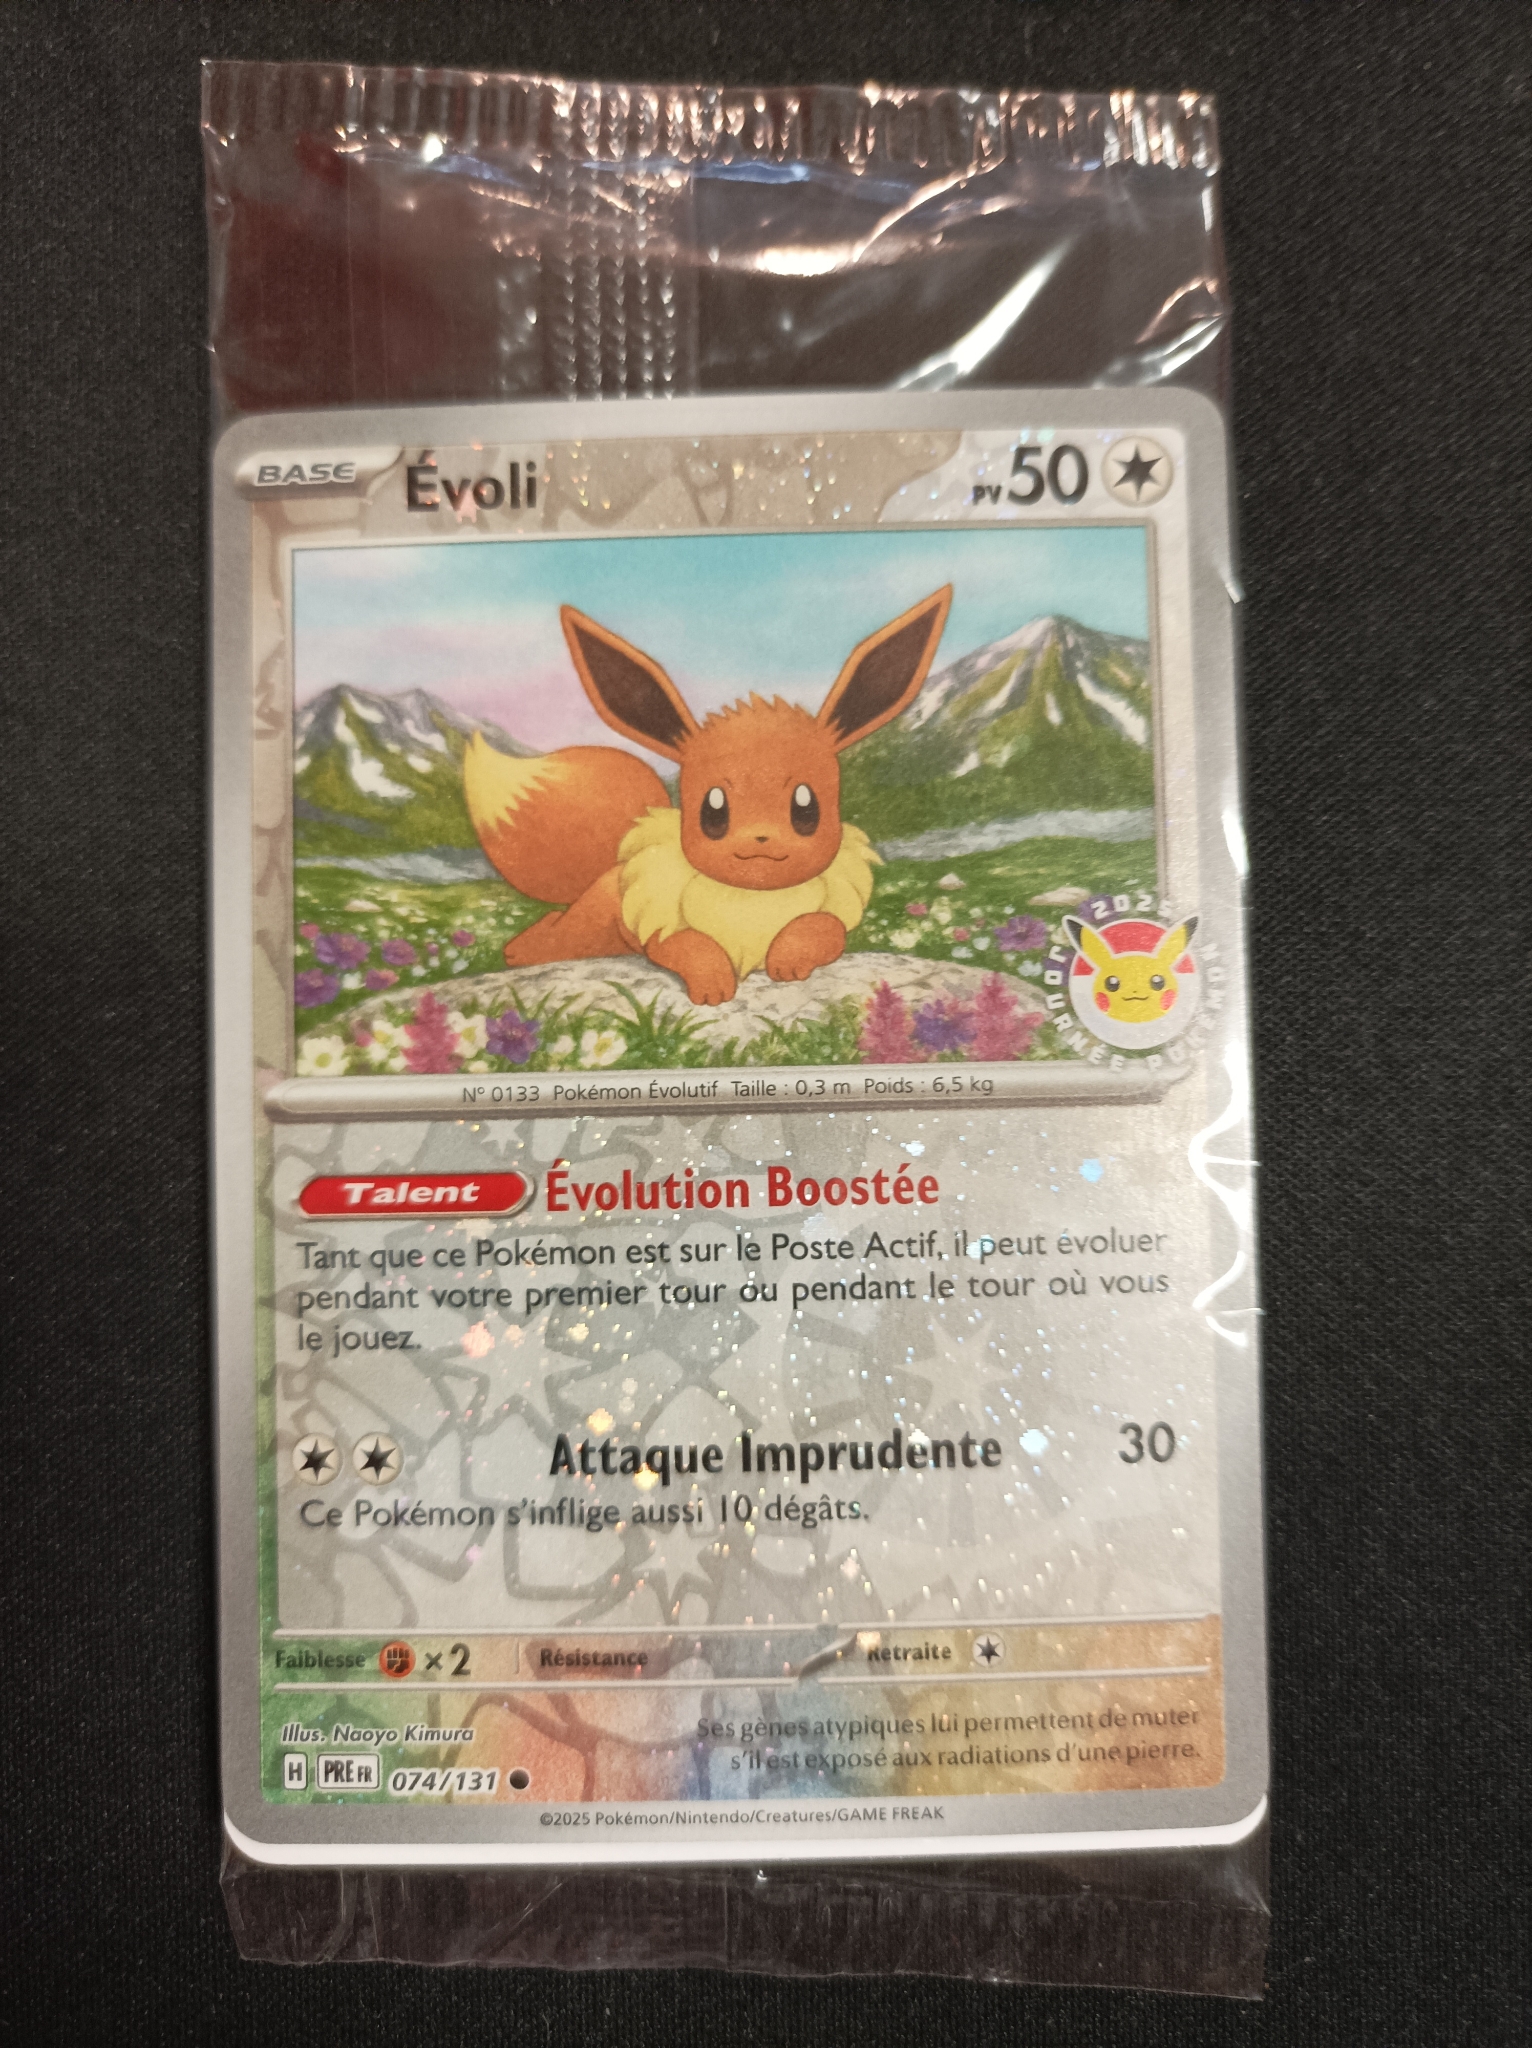 BASE Évoli PV 50
2025
JOURNÉE POKÉMON
N° 0133 Pokémon Évolutif Taille : 0,3 m Poids : 6,5 kg
Talent Évolution Boostée
Tant que ce Pokémon est sur le Poste Actif, il peut évoluer
pendant votre premier tour ou pendant le tour où vous
le jouez.
Attaque Imprudente 30
Ce Pokémon s'inflige aussi 10 dégâts.
Faiblesse ×2 Résistance Retraite
Illus. Naoyo Kimura
Ses gènes atypiques lui permettent de muter
s'il est exposé aux radiations d'une pierre.
H PRE FR 074/131
©2025 Pokémon/Nintendo/Creatures/GAME FREAK